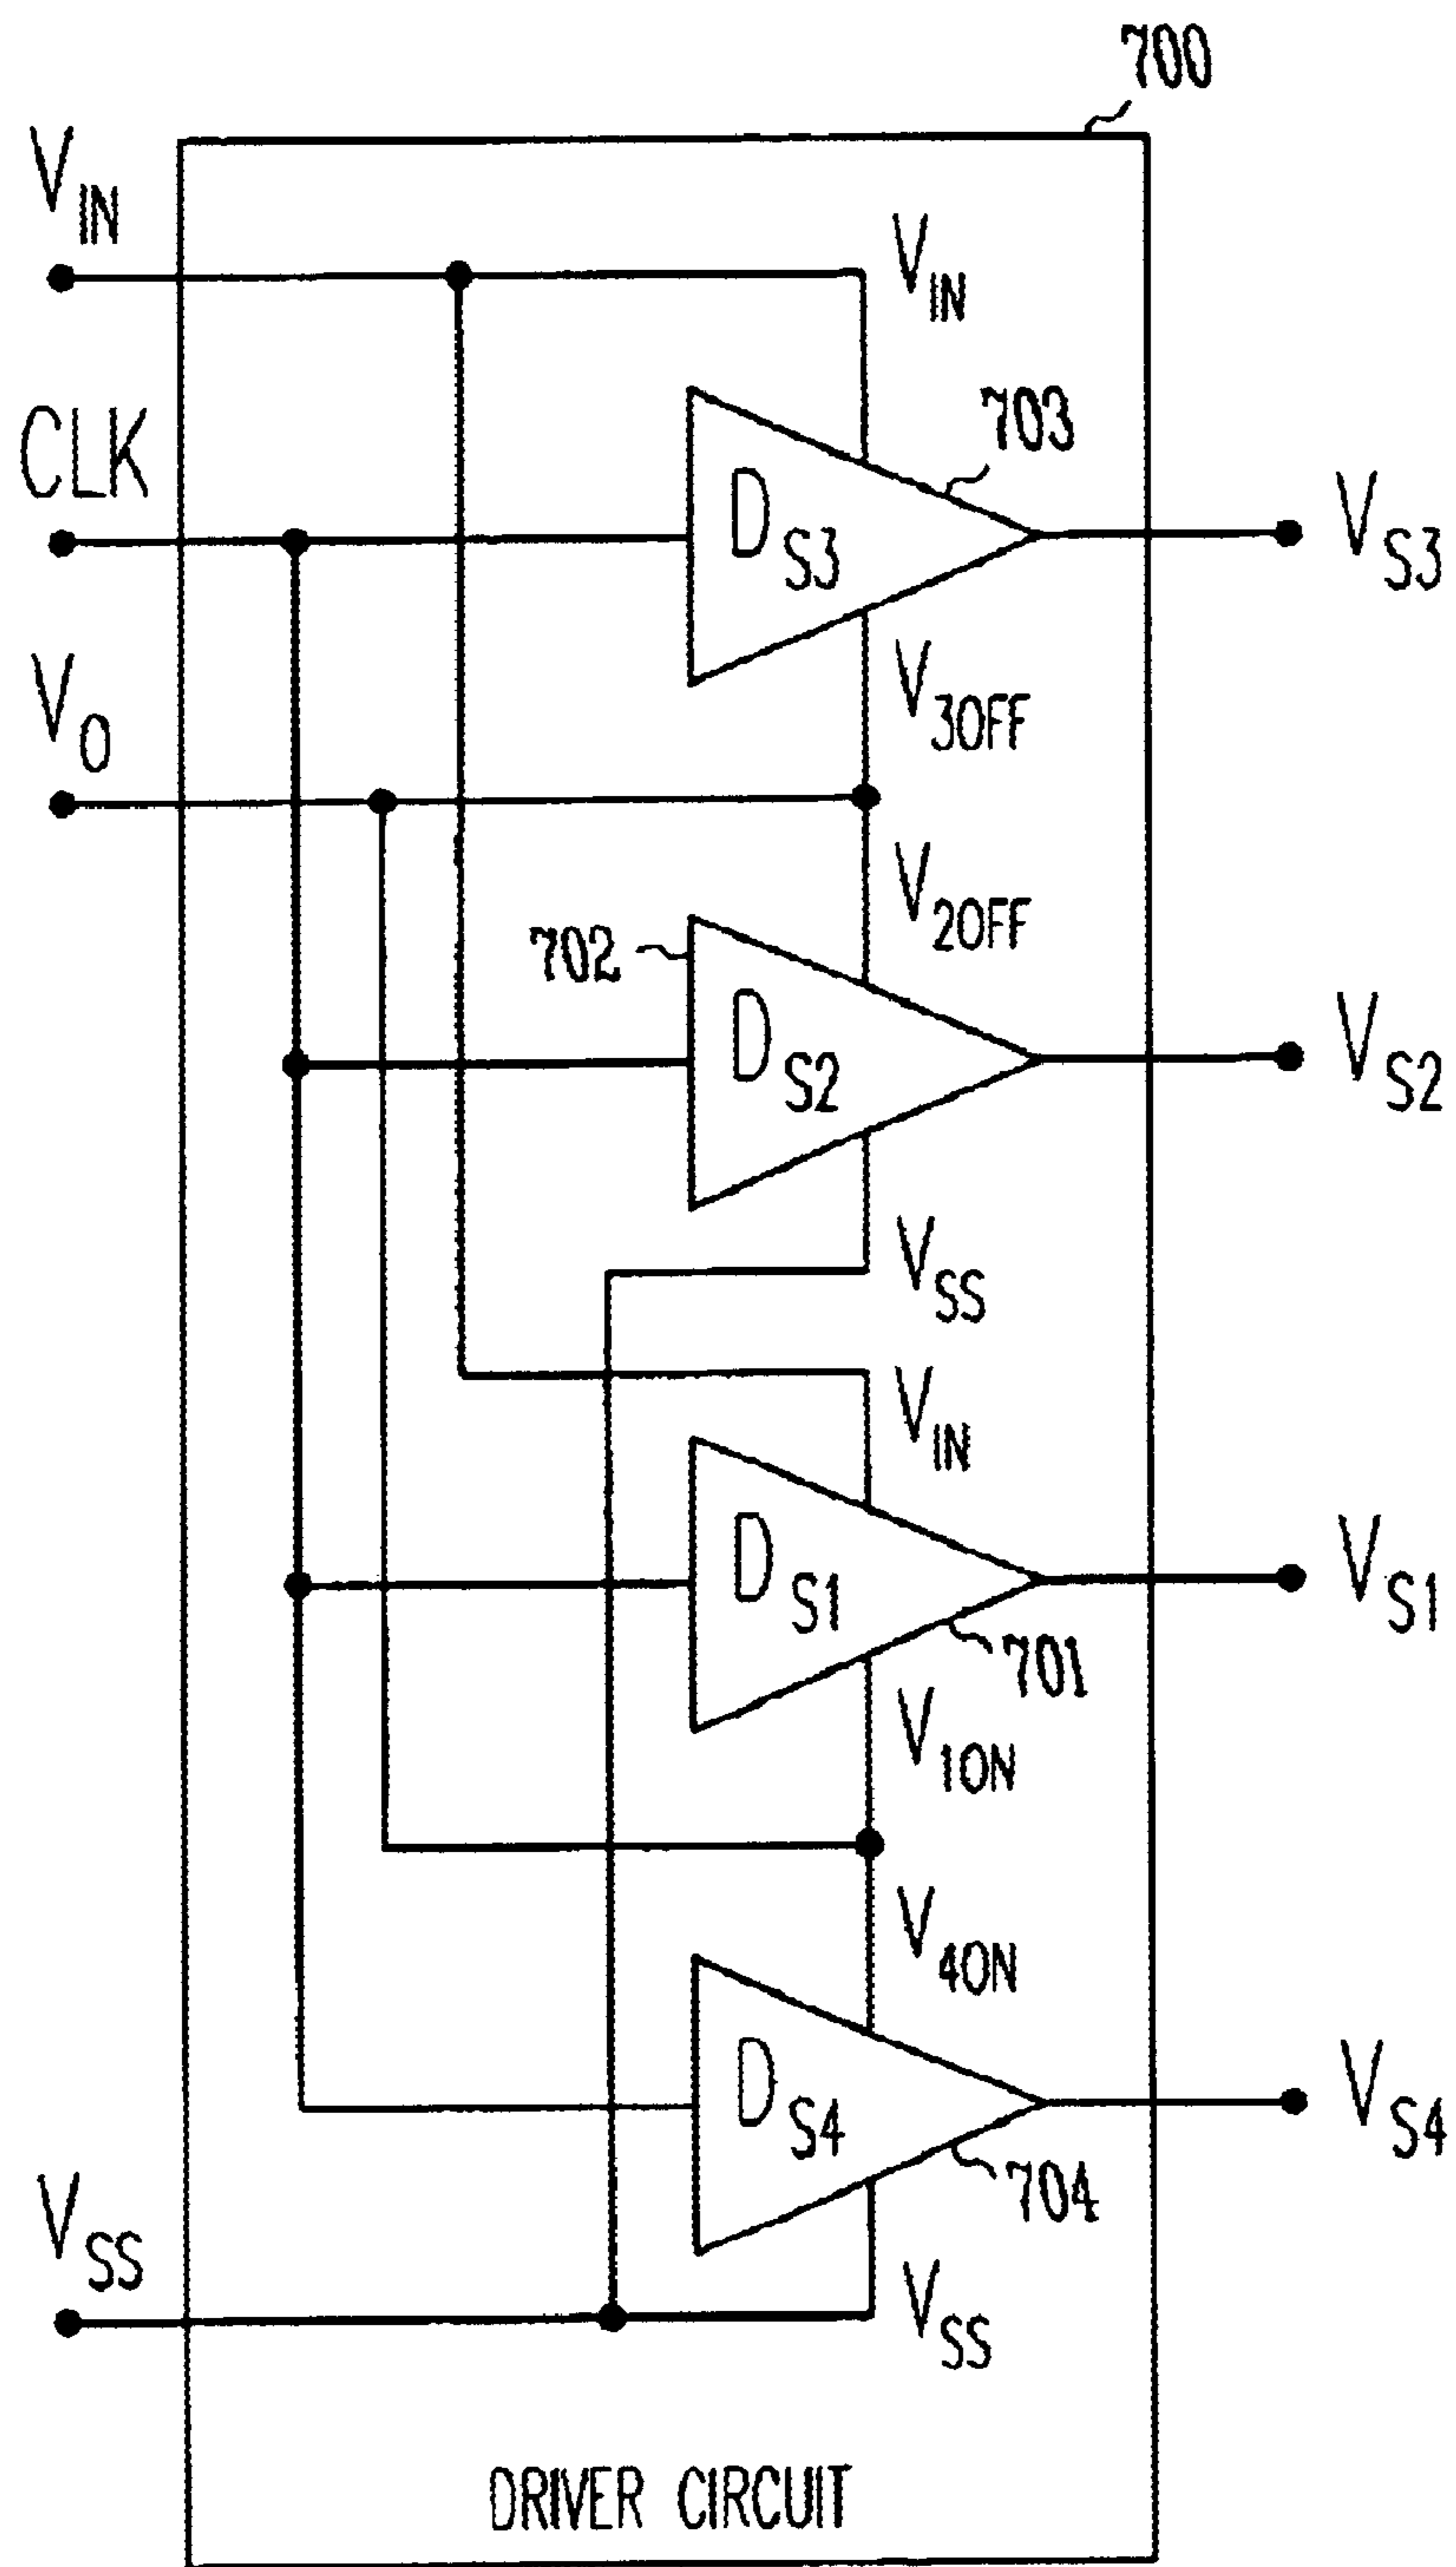 700
V_IN
V_IN
CLK
703
D_S3
V_S3
V_O
V_3OFF
V_2OFF
702
D_S2
V_S2
V_SS
V_IN
D_S1
V_S1
701
V_1ON
V_4ON
D_S4
V_S4
704
V_SS
V_SS
DRIVER CIRCUIT